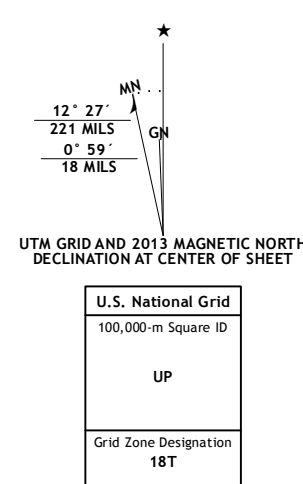 ★
MN
12° 27´
221 MILS
GN
0° 59´
18 MILS
UTM GRID AND 2013 MAGNETIC NORTH
DECLINATION AT CENTER OF SHEET
U.S. National Grid
100,000-m Square ID
UP
Grid Zone Designation
18T